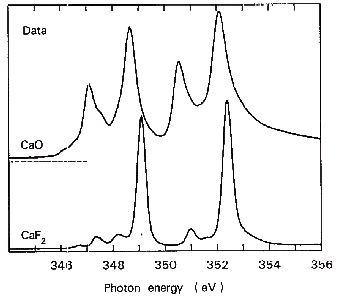 Data
CaO
CaF2
346 348 350 352 354 356
Photon energy (eV)